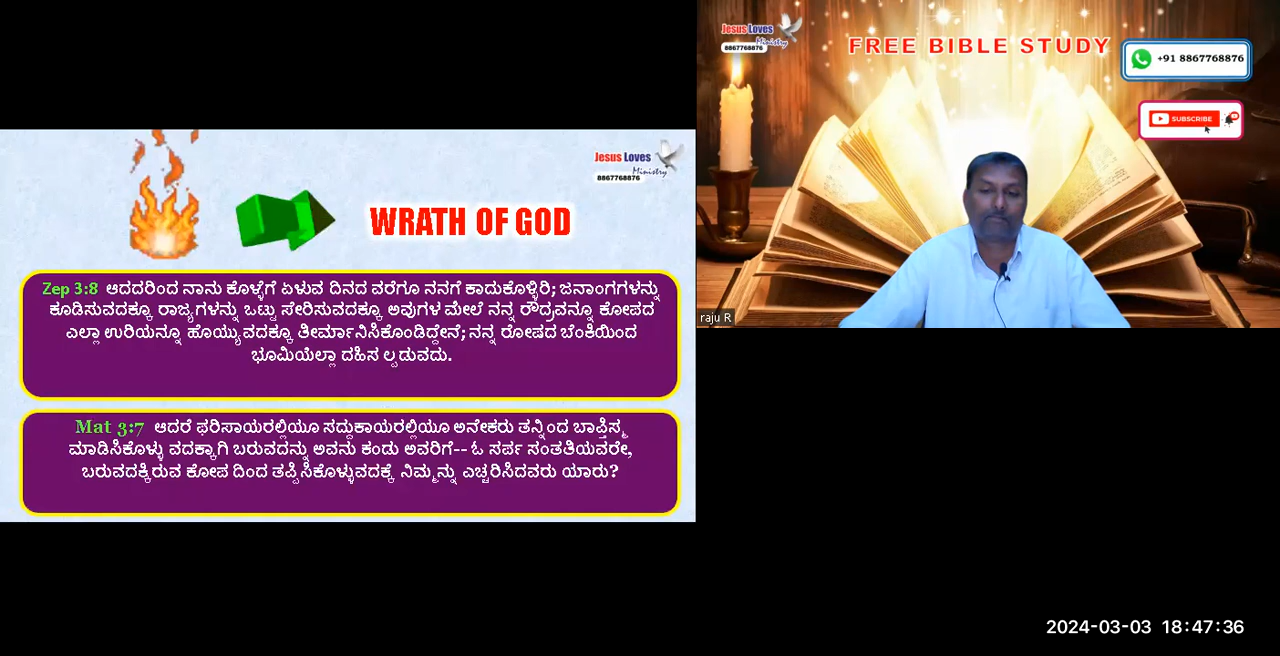 Jesus Loves
Ministry
8867768876
WRATH OF GOD
Zep 3:8 ಆದದರಿಂದ ನಾನು ಕೊಳ್ಳೆಗೆ ಏಳುವ ದಿನದ ವರೆಗೂ ನನಗೆ ಕಾದುಕೊಳ್ಳಿರಿ; ಜನಾಂಗಗಳನ್ನು
ಕೂಡಿಸುವದಕ್ಕೂ ರಾಜ್ಯಗಳನ್ನು ಒಟ್ಟು ಸೇರಿಸುವದಕ್ಕೂ ಅವುಗಳ ಮೇಲೆ ನನ್ನ ರೌದ್ರವನ್ನೂ ಕೋಪದ
ಎಲ್ಲಾ ಉರಿಯನ್ನೂ ಹೊಯ್ಯುವದಕ್ಕೂ ತೀರ್ಮಾನಿಸಿಕೊಂಡಿದ್ದೇನೆ; ನನ್ನ ರೋಷದ ಬೆಂಕಿಯಿಂದ
ಭೂಮಿಯೆಲ್ಲಾ ದಹಿಸ ಲ್ಪಡುವದು.
Mat 3:7 ಆದರೆ ಫರಿಸಾಯರಲ್ಲಿಯೂ ಸದ್ದುಕಾಯರಲ್ಲಿಯೂ ಅನೇಕರು ತನ್ನಿಂದ ಬಾಪ್ತಿಸ್ಮ
ಮಾಡಿಸಿಕೊಳ್ಳು ವದಕ್ಕಾಗಿ ಬರುವದನ್ನು ಅವನು ಕಂಡು ಅವರಿಗೆ-- ಓ ಸರ್ಪ ಸಂತತಿಯವರೇ,
ಬರುವದಕ್ಕಿರುವ ಕೋಪ ದಿಂದ ತಪ್ಪಿಸಿಕೊಳ್ಳುವದಕ್ಕೆ ನಿಮ್ಮನ್ನು ಎಚ್ಚರಿಸಿದವರು ಯಾರು?
Jesus Loves
Ministry
8867768876
FREE BIBLE STUDY
+91 8867768876
SUBSCRIBE
raju R
2024-03-03 18:47:36